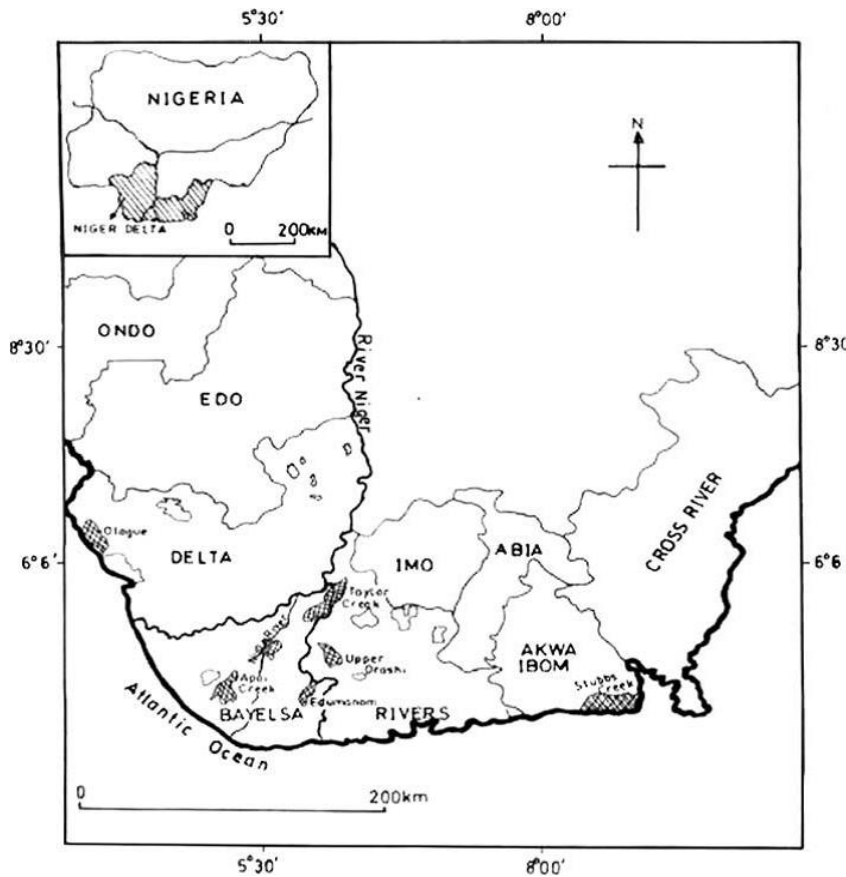 5°30'
8°00'
NIGERIA
NIGER DELTA
0
200KM
N
ONDO
8°30'
8°30
River Niger
EDO
CROSS RIVER
Ologue
DELTA
IMO
ABIA
6°6'
6°6'
Taylor
Creek
AKWA
IBOM
Upper
Orashi
Apoi
Creek
Stubbs
Creek
Edumanom
BAYELSA
RIVERS
Atlantic Ocean
0
200km
5°30'
8°00'